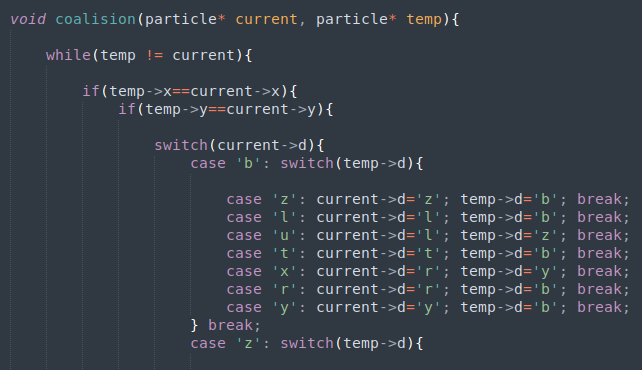 void coalision(particle* current, particle* temp){
while(temp != current){
if(temp->x==current->x){
if(temp->y==current->y){
switch(current->d){
case 'b': switch(temp->d){
case 'z': current->d='z'; temp->d='b'; break;
case 'l': current->d='l'; temp->d='b'; break;
case 'u': current->d='l'; temp->d='z'; break;
case 't': current->d='t'; temp->d='b'; break;
case 'x': current->d='r'; temp->d='y'; break;
case 'r': current->d='r'; temp->d='b'; break;
case 'y': current->d='y'; temp->d='b'; break;
} break;
case 'z': switch(temp->d){